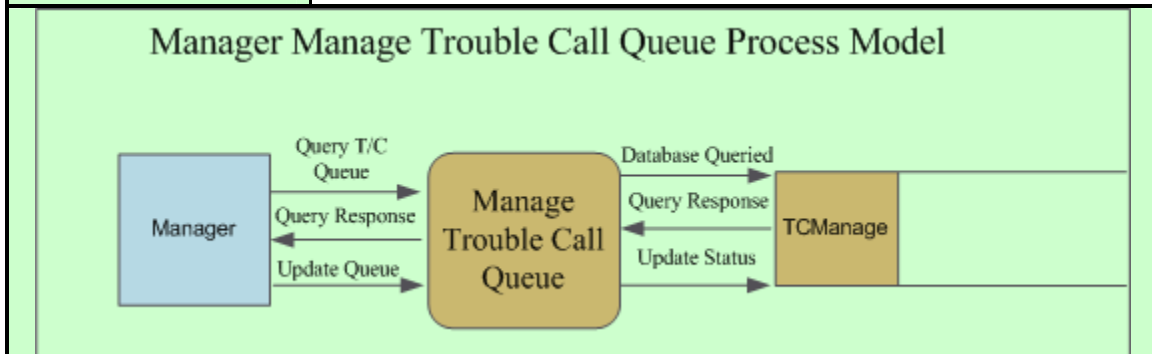 Manager Manage Trouble Call Queue Process Model
Query T/C
Queue
Query Response
Update Queue
Manager
Manage
Trouble Call
Queue
Database Queried
Query Response
Update Status
TCManage